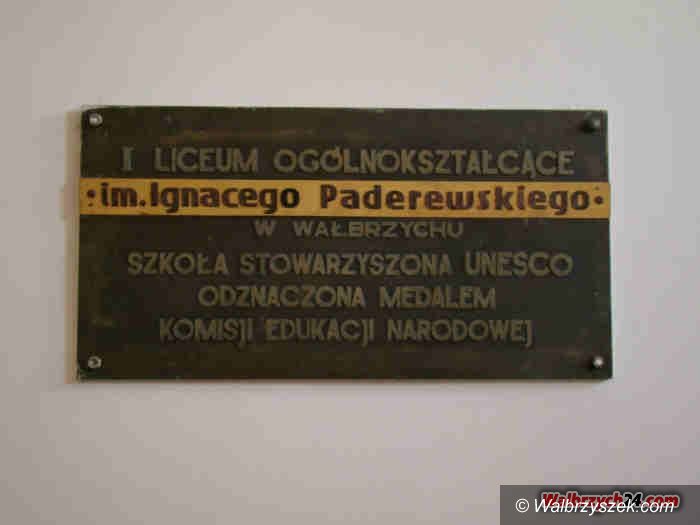 I LICEUM OGÓLNOKSZTAŁCĄCE
• im. Ignacego Paderewskiego •
W WAŁBRZYCHU
SZKOŁA STOWARZYSZONA UNESCO
ODZNACZONA MEDALEM
KOMISJI EDUKACJI NARODOWEJ
Walbrzych24.com
© Walbrzyszek.com